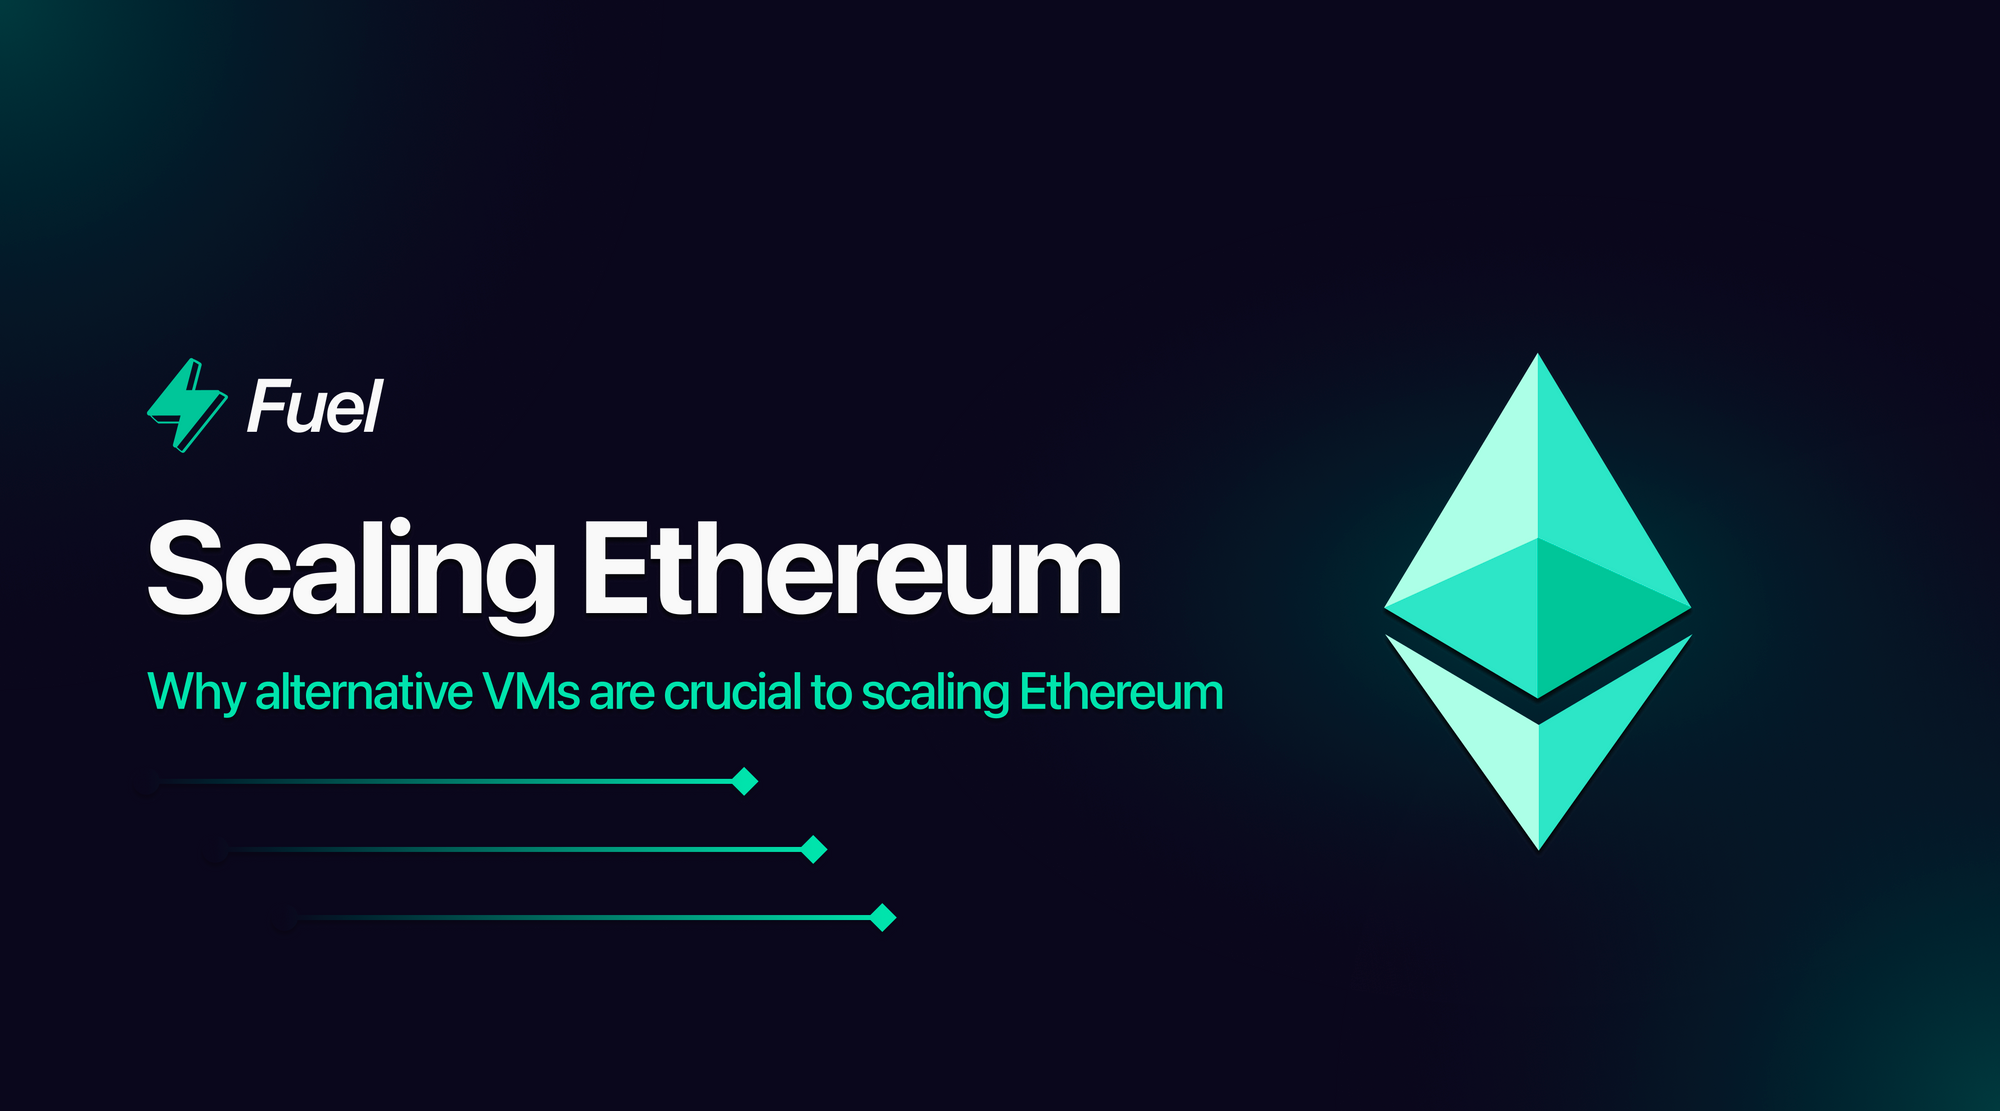 Fuel
Scaling Ethereum
Why alternative VMs are crucial to scaling Ethereum